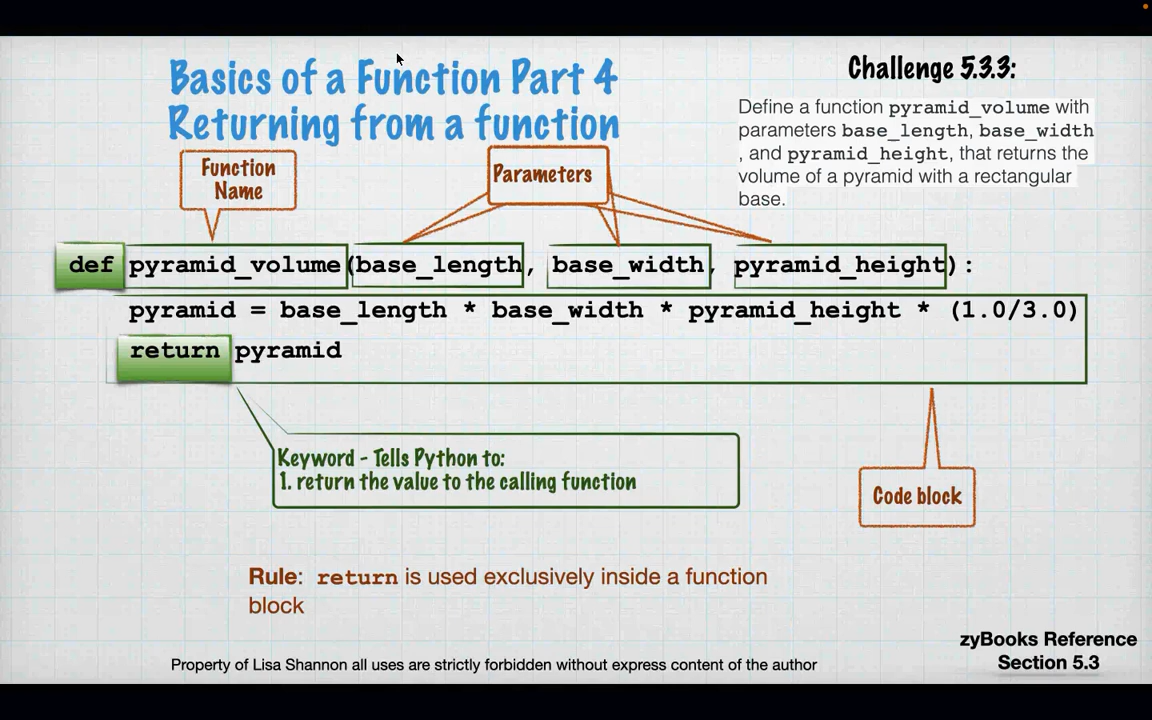 Basics of a Function Part 4
Returning from a function
Challenge 5.3.3:
Define a function pyramid_volume with
parameters base_length, base_width
, and pyramid_height, that returns the
volume of a pyramid with a rectangular
base.
Function
Name
Parameters
def pyramid_volume(base_length, base_width, pyramid_height):
pyramid = base_length * base_width * pyramid_height * (1.0/3.0)
return pyramid
Keyword - Tells Python to:
1. return the value to the calling function
Code block
Rule: return is used exclusively inside a function
block
zyBooks Reference
Section 5.3
Property of Lisa Shannon all uses are strictly forbidden without express content of the author